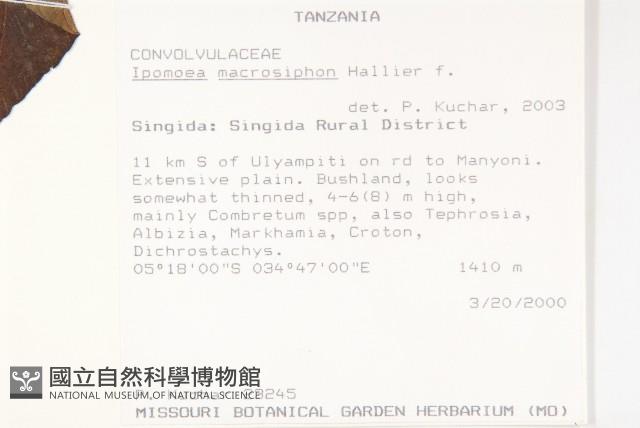 TANZANIA
CONVOLVULACEAE
Ipomoea macrosiphon Hallier f.
det. P. Kuchar, 2003
Singida: Singida Rural District
11 km S of Ulyampiti on rd to Manyoni.
Extensive plain. Bushland, looks
somewhat thinned, 4-6(8) m high,
mainly Combretum spp, also Tephrosia,
Albizia, Markhamia, Croton,
Dichrostachys.
05°18'00"S 034°47'00"E 1410 m
3/20/2000
國立自然科學博物館
NATIONAL MUSEUM OF NATURAL SCIENCE
MISSOURI BOTANICAL GARDEN HERBARIUM (MO)